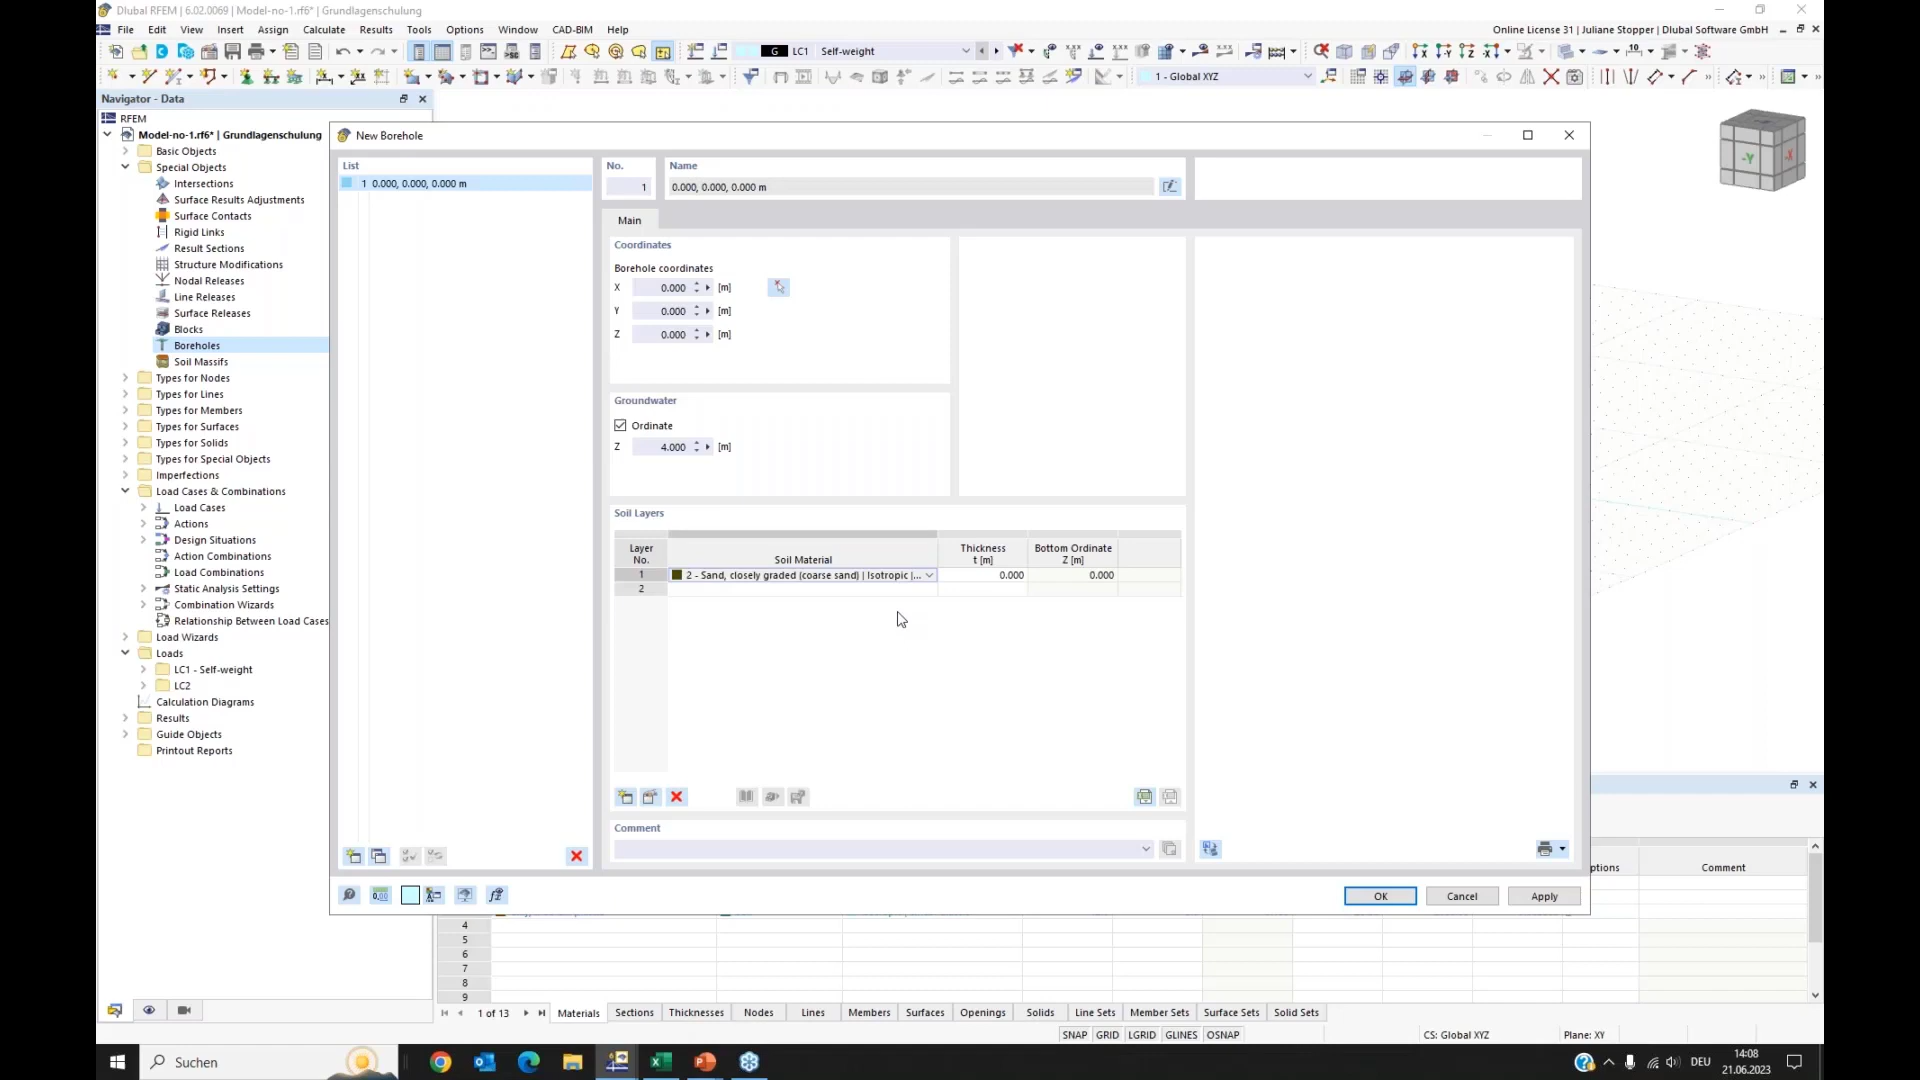 Dlubal RFEM | 6.02.0069 | Model-no-1.rf6* | Grundlagenschulung
File Edit View Insert Assign Calculate Results Tools Options Window CAD-BIM Help
Online License 31 | Juliane Stopper | Dlubal Software GmbH
G LC1 Self-weight
1 - Global XYZ
Navigator - Data
RFEM
Model-no-1.rf6* | Grundlagenschulung
Basic Objects
Special Objects
Intersections
Surface Results Adjustments
Surface Contacts
Rigid Links
Result Sections
Structure Modifications
Nodal Releases
Line Releases
Surface Releases
Blocks
Boreholes
Soil Massifs
Types for Nodes
Types for Lines
Types for Members
Types for Surfaces
Types for Solids
Types for Special Objects
Imperfections
Load Cases & Combinations
Load Cases
Actions
Design Situations
Action Combinations
Load Combinations
Static Analysis Settings
Combination Wizards
Relationship Between Load Cases
Load Wizards
Loads
LC1 - Self-weight
LC2
Calculation Diagrams
Results
Guide Objects
Printout Reports
New Borehole
List
1 0.000, 0.000, 0.000 m
No.
1
Name
0.000, 0.000, 0.000 m
Main
Coordinates
Borehole coordinates
X 0.000 [m]
Y 0.000 [m]
Z 0.000 [m]
Groundwater
Ordinate
Z 4.000 [m]
Soil Layers
Layer No. Soil Material Thickness t [m] Bottom Ordinate Z [m]
1 2 - Sand, closely graded (coarse sand) | Isotropic |... 0.000 0.000
2
Comment
OK Cancel Apply
-Y -X
ptions Comment
4
5
6
7
8
9
1 of 13 Materials Sections Thicknesses Nodes Lines Members Surfaces Openings Solids Line Sets Member Sets Surface Sets Solid Sets
SNAP GRID LGRID GLINES OSNAP CS: Global XYZ Plane: XY
Suchen
DEU
14:08
21.06.2023